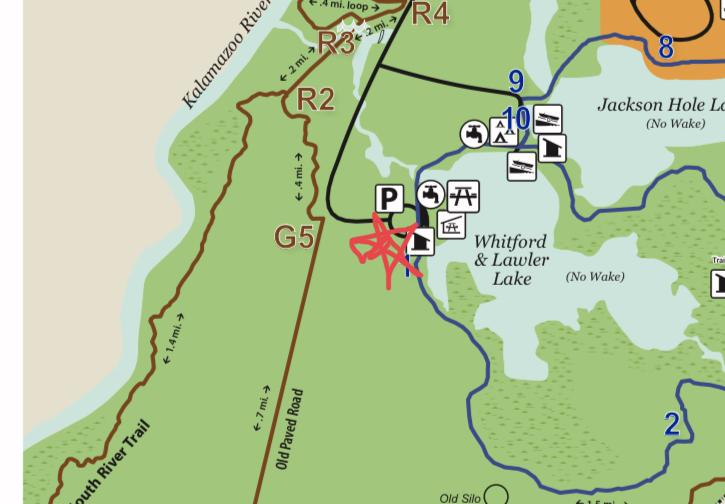 .4 mi. loop
R4
Kalamazoo River
R3
.2 mi.
8
.2 mi.
9
R2
Jackson Hole
(No Wake)
10
.4 mi.
P
G5
Whitford
& Lawler
Lake
(No Wake)
1
1.4 mi.
.7 mi.
Old Paved Road
2
South River Trail
Old Silo
1.5 mi.